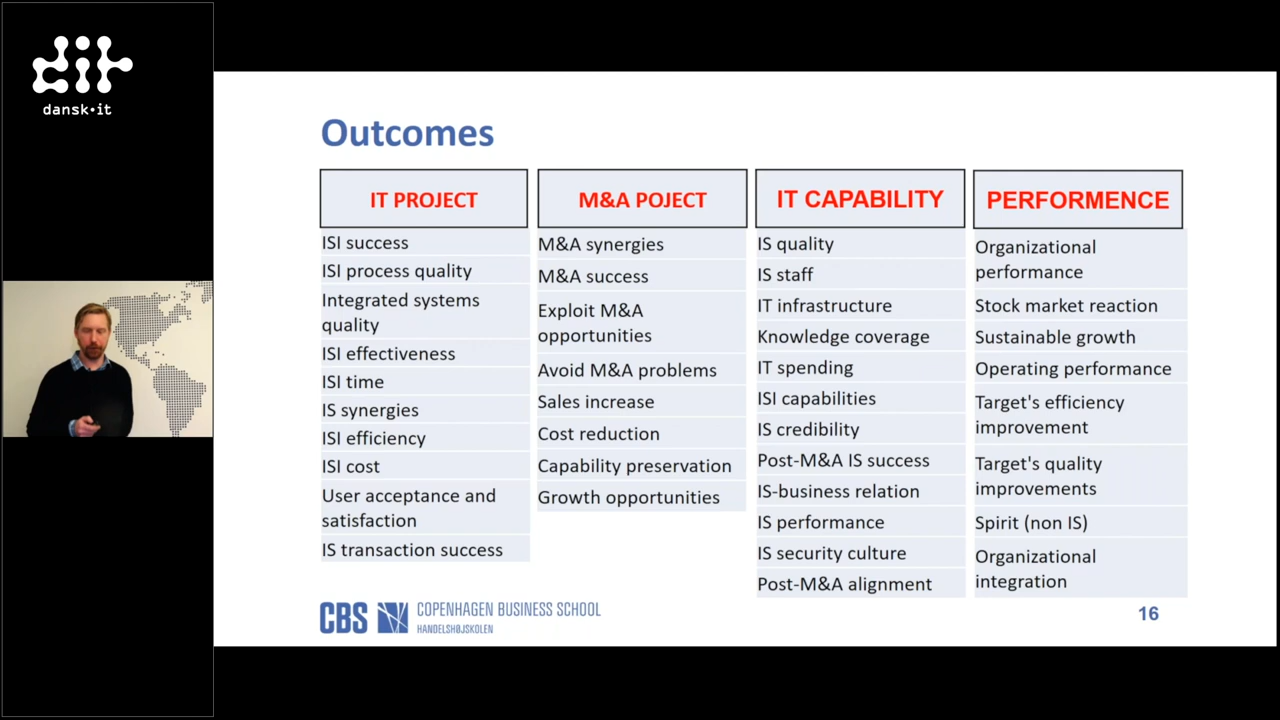 dit
dansk•it
Outcomes
IT PROJECT
ISI success
ISI process quality
Integrated systems
quality
ISI effectiveness
ISI time
IS synergies
ISI efficiency
ISI cost
User acceptance and
satisfaction
IS transaction success
M&A POJECT
M&A synergies
M&A success
Exploit M&A
opportunities
Avoid M&A problems
Sales increase
Cost reduction
Capability preservation
Growth opportunities
IT CAPABILITY
IS quality
IS staff
IT infrastructure
Knowledge coverage
IT spending
ISI capabilities
IS credibility
Post-M&A IS success
IS-business relation
IS performance
IS security culture
Post-M&A alignment
PERFORMENCE
Organizational
performance
Stock market reaction
Sustainable growth
Operating performance
Target's efficiency
improvement
Target's quality
improvements
Spirit (non IS)
Organizational
integration
CBS COPENHAGEN BUSINESS SCHOOL
HANDELSHØJSKOLEN
16